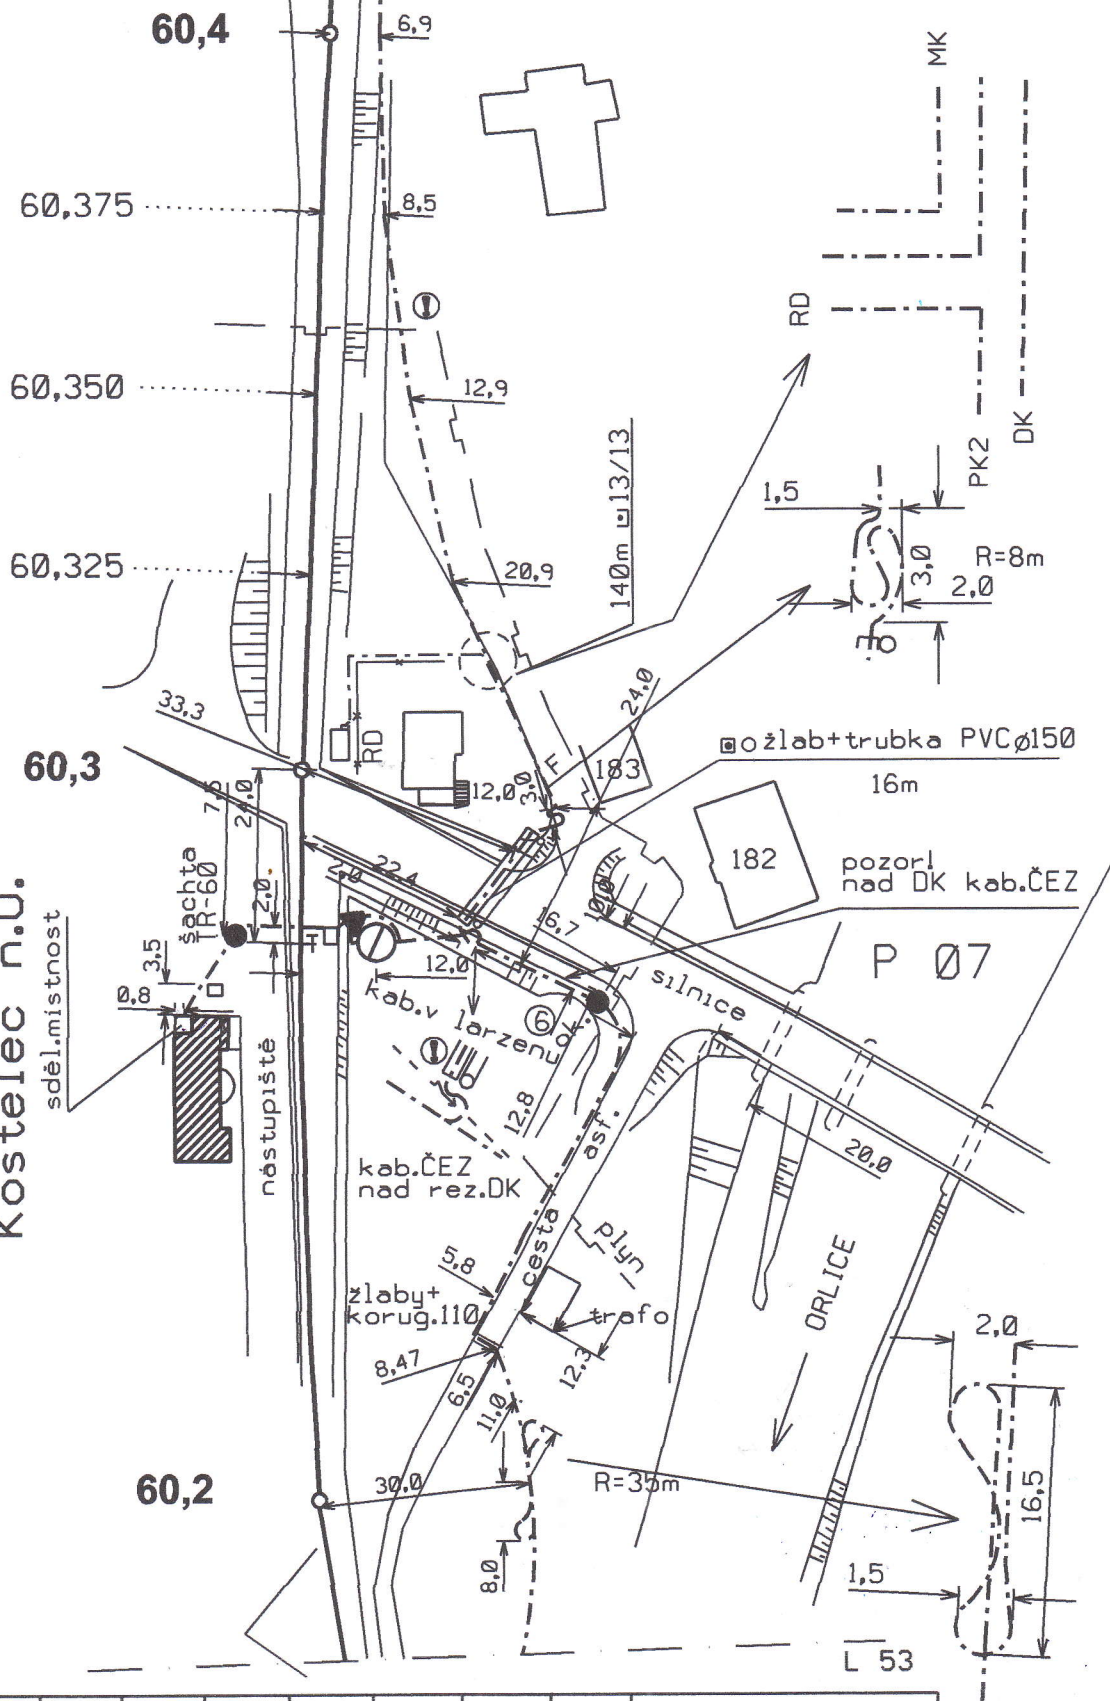 60,4
6,9
MK
60,375
8,5
RD
60,350
12,9
PK2
DK
140m 13/13
1,5
60,325
20,9
3,0
R=8m
2,0
33,3
24,0
RD
F
183
žlab+trubka PVCø150
16m
60,3
12,0
3,0
24,0
182
pozor!
nad DK kab.ČEZ
šachta
TR-60
2,0
22,4
2,0
16,7
P 07
Kostelec n.O.
sděl.místnost
3,5
12,0
silnice
0,8
kab.v larzenu
6
ok
nástupiště
12,8
asf.
20,0
kab.ČEZ
nad rez.DK
cesta
plyn
5,8
ORLICE
žlaby+
korug.110
trafo
2,0
8,47
12,3
6,5
11,0
60,2
30,0
R=35m
16,5
8,0
1,5
L 53